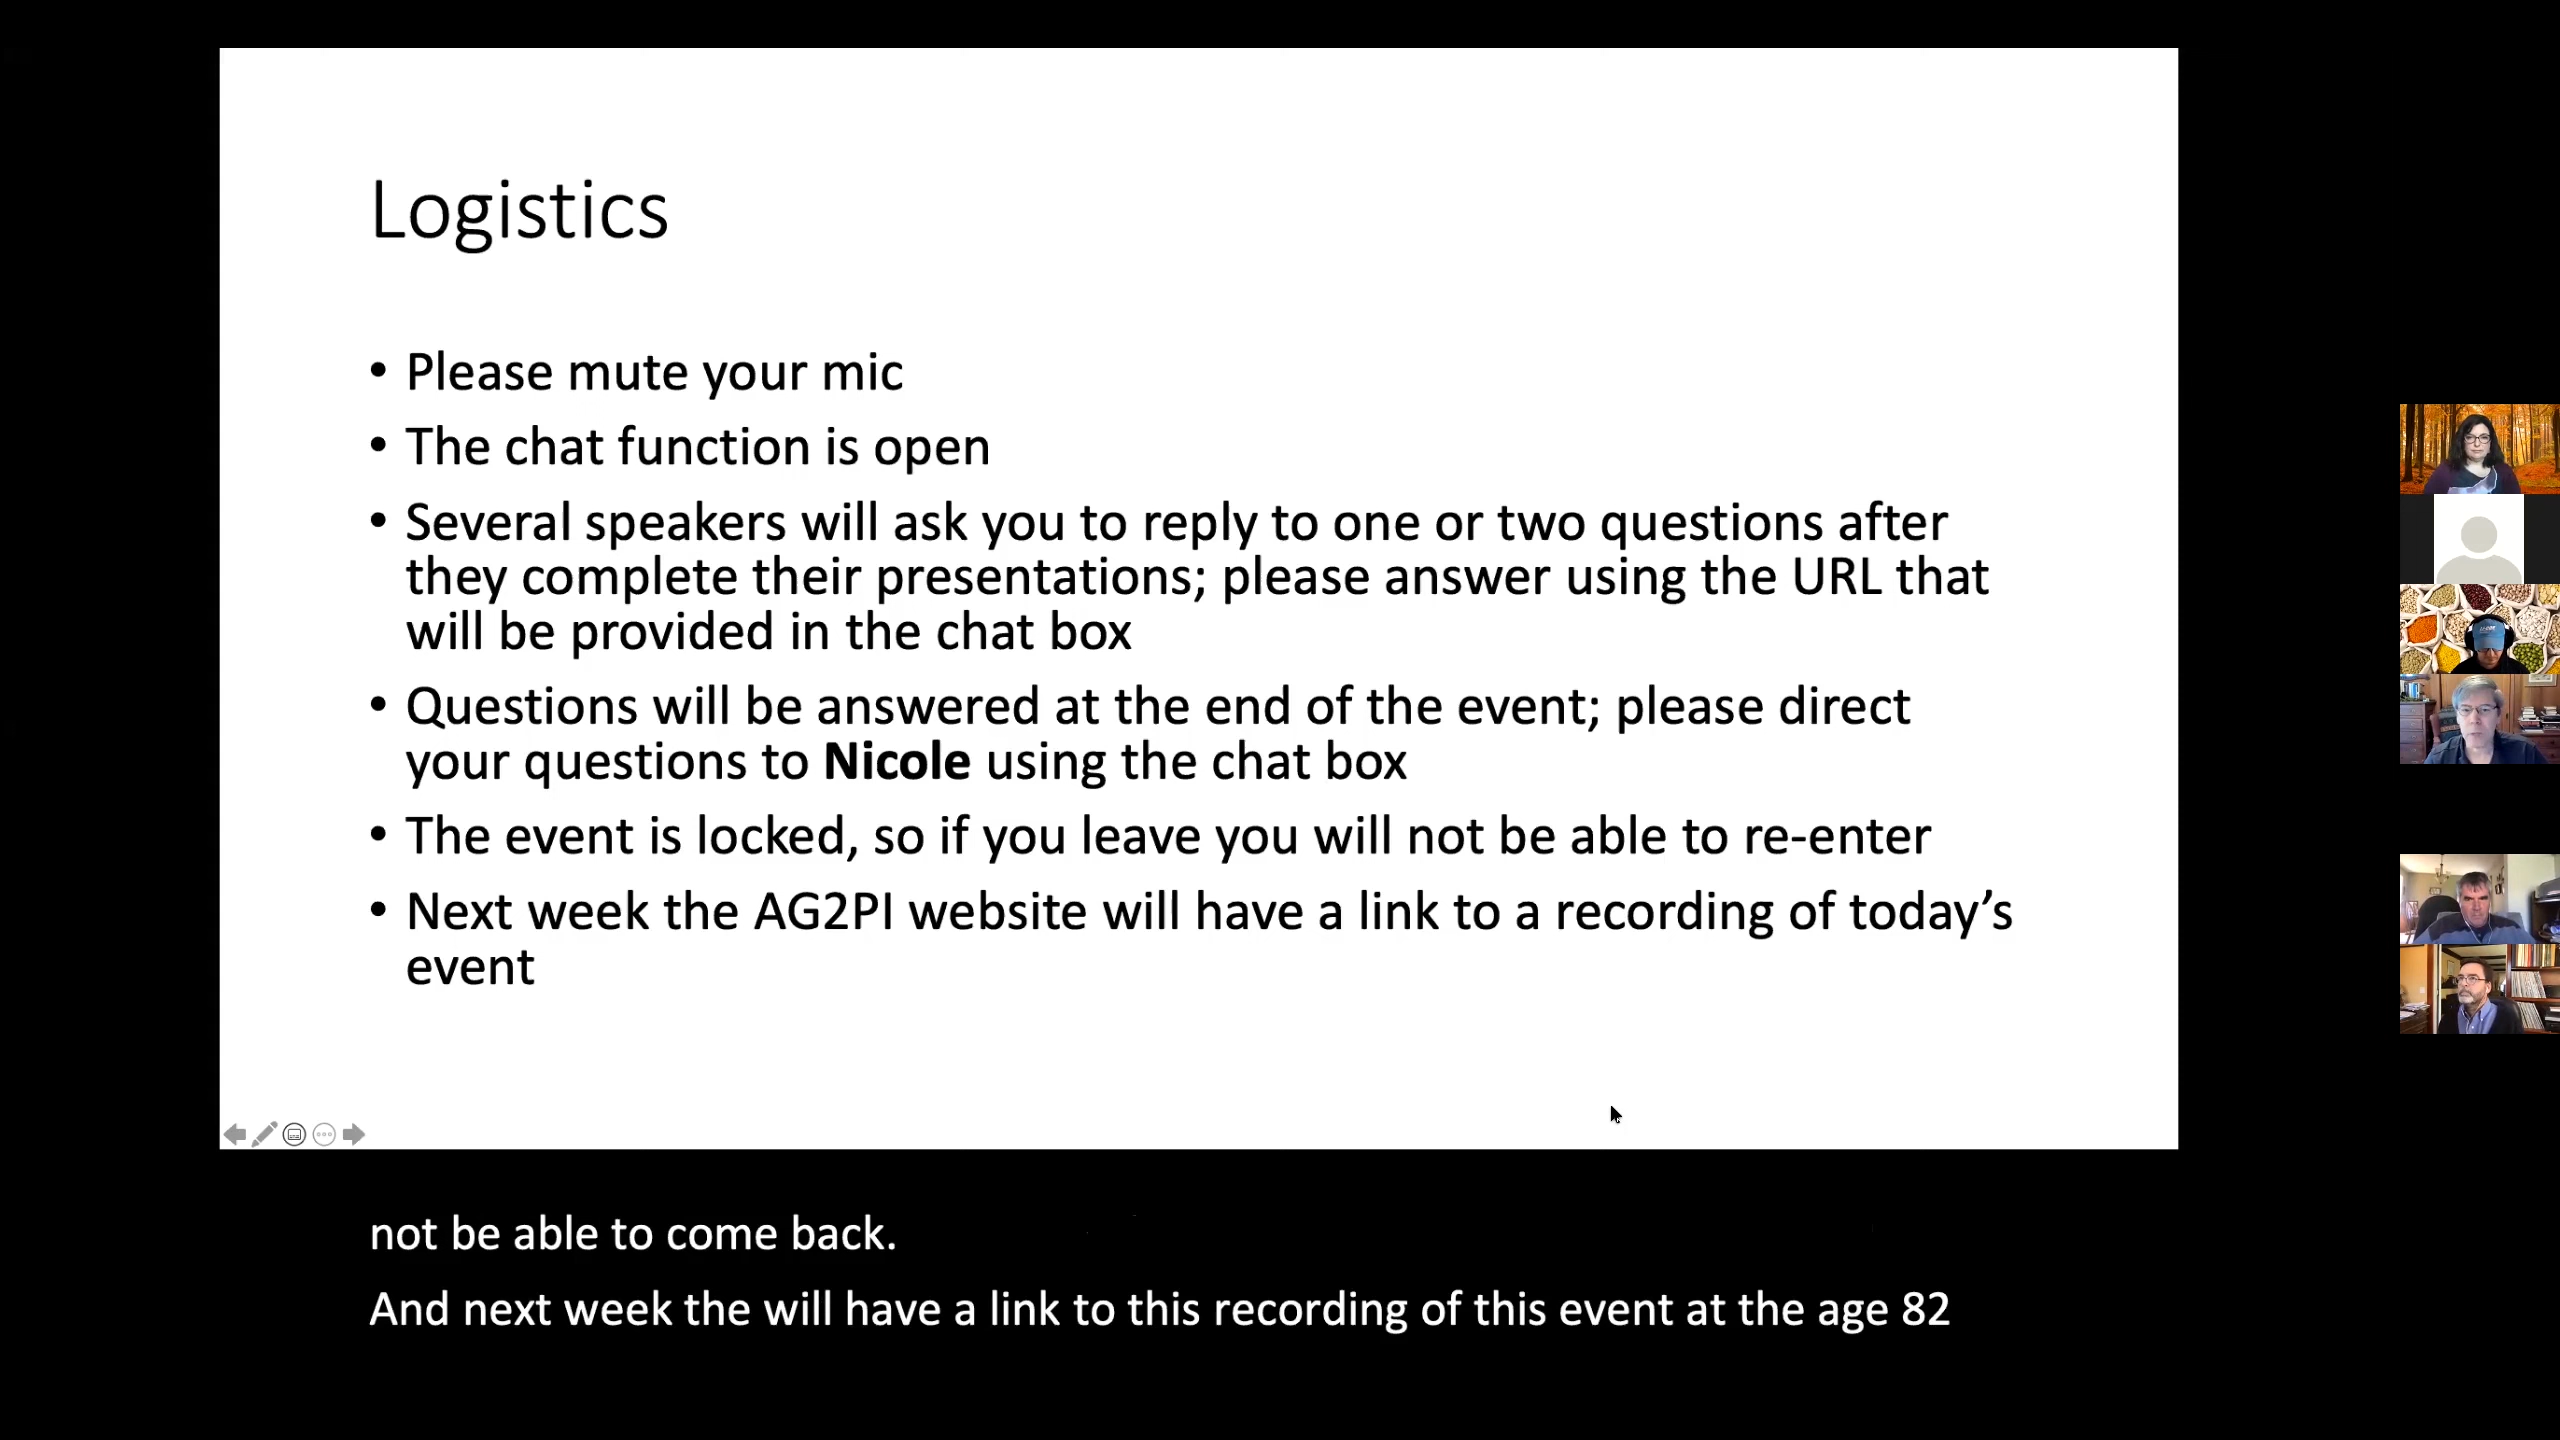 Logistics
• Please mute your mic
• The chat function is open
• Several speakers will ask you to reply to one or two questions after
they complete their presentations; please answer using the URL that
will be provided in the chat box
• Questions will be answered at the end of the event; please direct
your questions to Nicole using the chat box
• The event is locked, so if you leave you will not be able to re-enter
• Next week the AG2PI website will have a link to a recording of today’s
event
not be able to come back.
And next week the will have a link to this recording of this event at the age 82